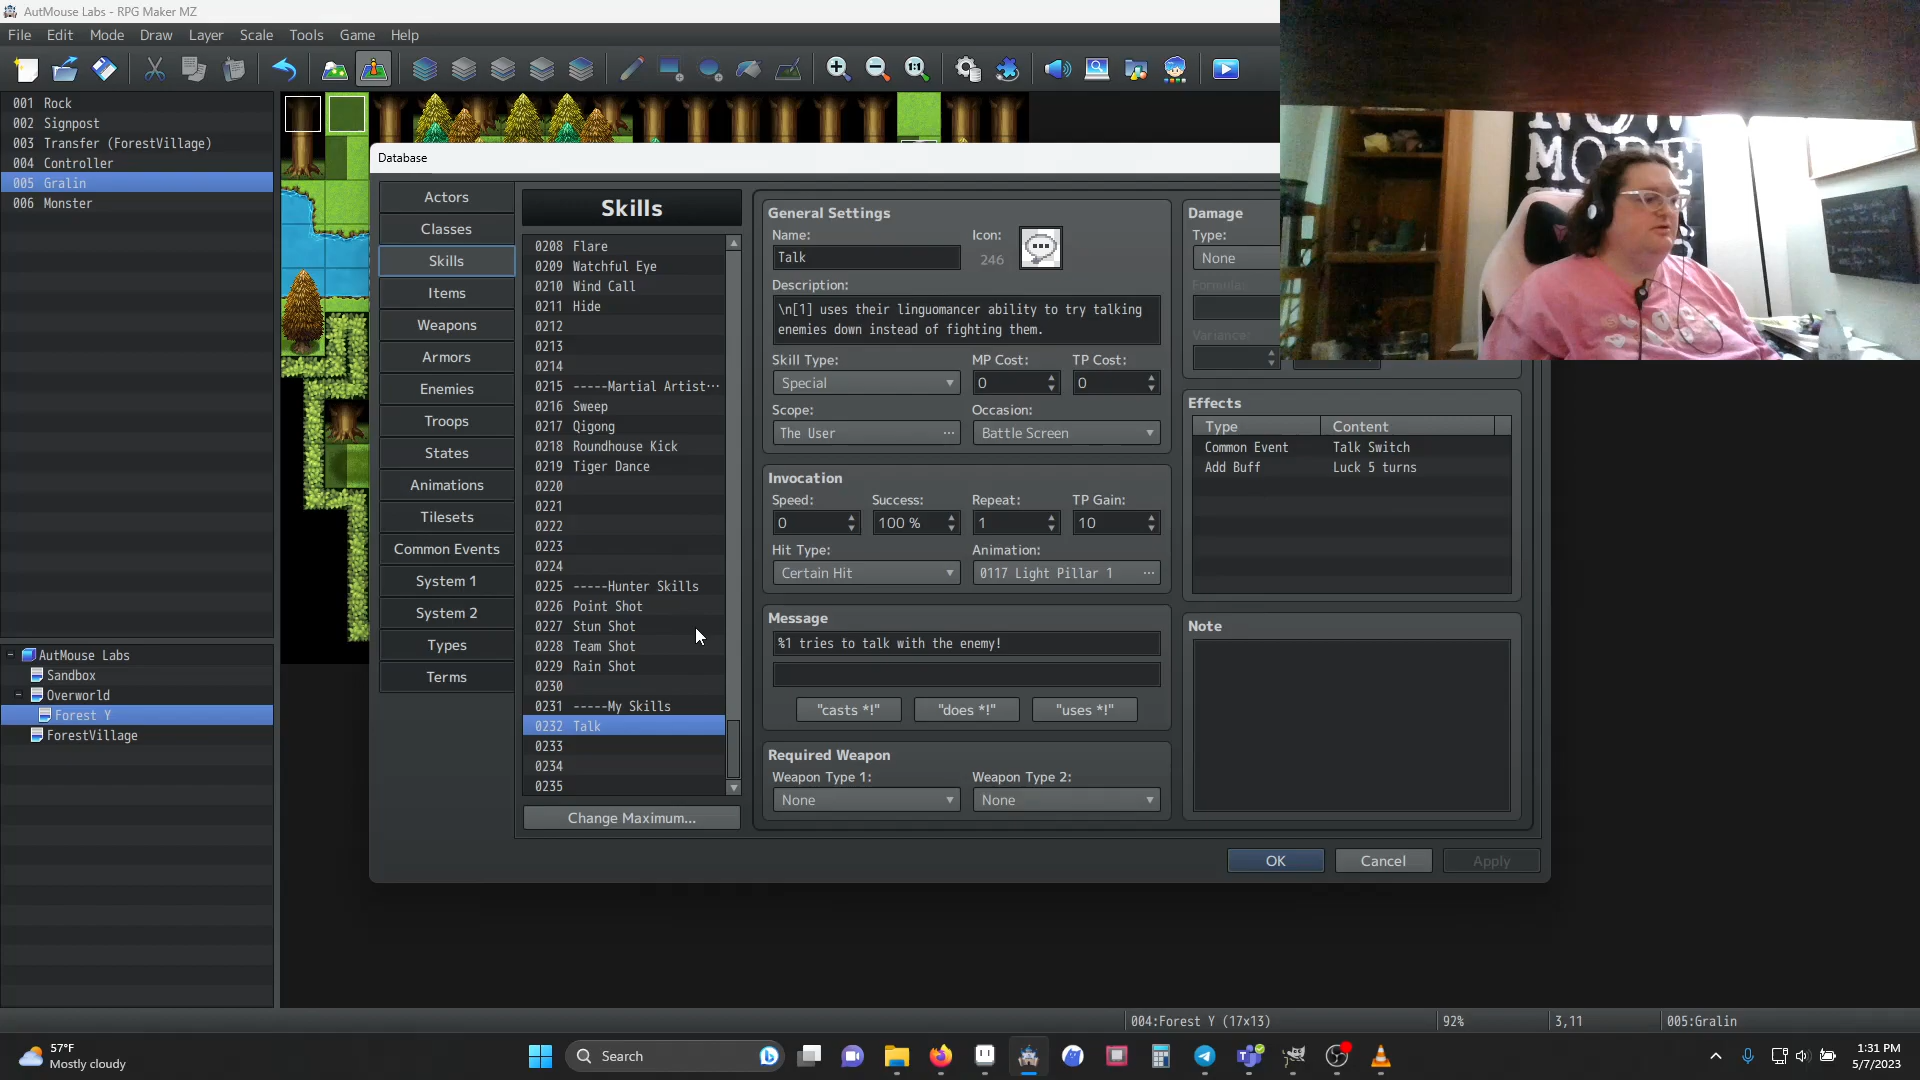 AutMouse Labs - RPG Maker MZ
File Edit Mode Draw Layer Scale Tools Game Help
001 Rock
002 Signpost
003 Transfer (ForestVillage)
004 Controller
005 Gralin
006 Monster
AutMouse Labs
Sandbox
Overworld
Forest Y
ForestVillage
Database
Actors
Classes
Skills
Items
Weapons
Armors
Enemies
Troops
States
Animations
Tilesets
Common Events
System 1
System 2
Types
Terms
Skills
0208 Flare
0209 Watchful Eye
0210 Wind Call
0211 Hide
0212
0213
0214
0215 -----Martial Artist…
0216 Sweep
0217 Qigong
0218 Roundhouse Kick
0219 Tiger Dance
0220
0221
0222
0223
0224
0225 -----Hunter Skills
0226 Point Shot
0227 Stun Shot
0228 Team Shot
0229 Rain Shot
0230
0231 -----My Skills
0232 Talk
0233
0234
0235
Change Maximum...
General Settings
Name: Icon:
Talk 246
Description:
\n[1] uses their linguomancer ability to try talking
enemies down instead of fighting them.
Skill Type: MP Cost: TP Cost:
Special 0 0
Scope: Occasion:
The User ... Battle Screen
Invocation
Speed: Success: Repeat: TP Gain:
0 100 % 1 10
Hit Type: Animation:
Certain Hit 0117 Light Pillar 1 ...
Message
%1 tries to talk with the enemy!
"casts *!" "does *!" "uses *!"
Required Weapon
Weapon Type 1: Weapon Type 2:
None None
Damage
Type:
None
Formula:
Variance:
Effects
Type Content
Common Event Talk Switch
Add Buff Luck 5 turns
Note
OK Cancel Apply
NOW
MORE
004:Forest Y (17x13) 92% 3,11 005:Gralin
57°F
Mostly cloudy
Search
1:31 PM
5/7/2023